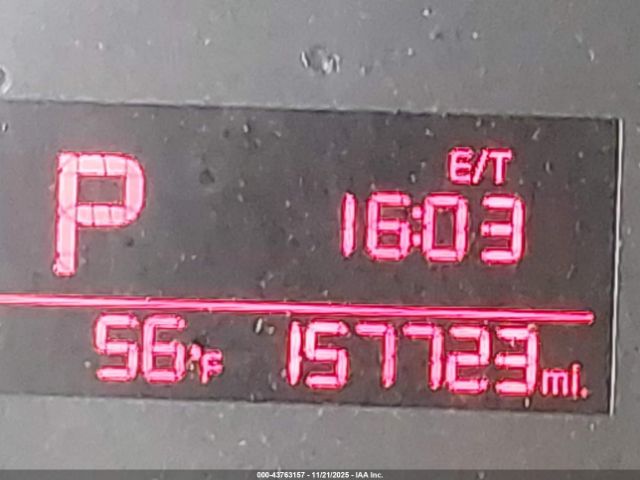 P
E/T
16:03
56°F 157723 mi.
000-43763157 - 11/21/2025 - IAA Inc.